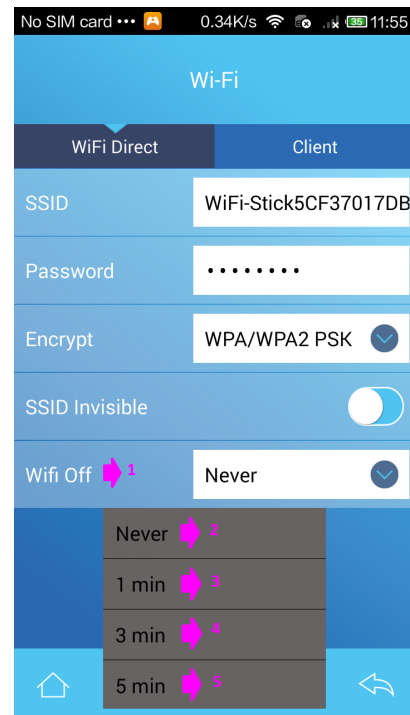 No SIM card ••• 0.34K/s 35 11:55
Wi-Fi
WiFi Direct Client
SSID WiFi-Stick5CF37017DB
Password ••••••••
Encrypt WPA/WPA2 PSK
SSID Invisible
Wifi Off 1 Never
Never 2
1 min 3
3 min 4
5 min 5